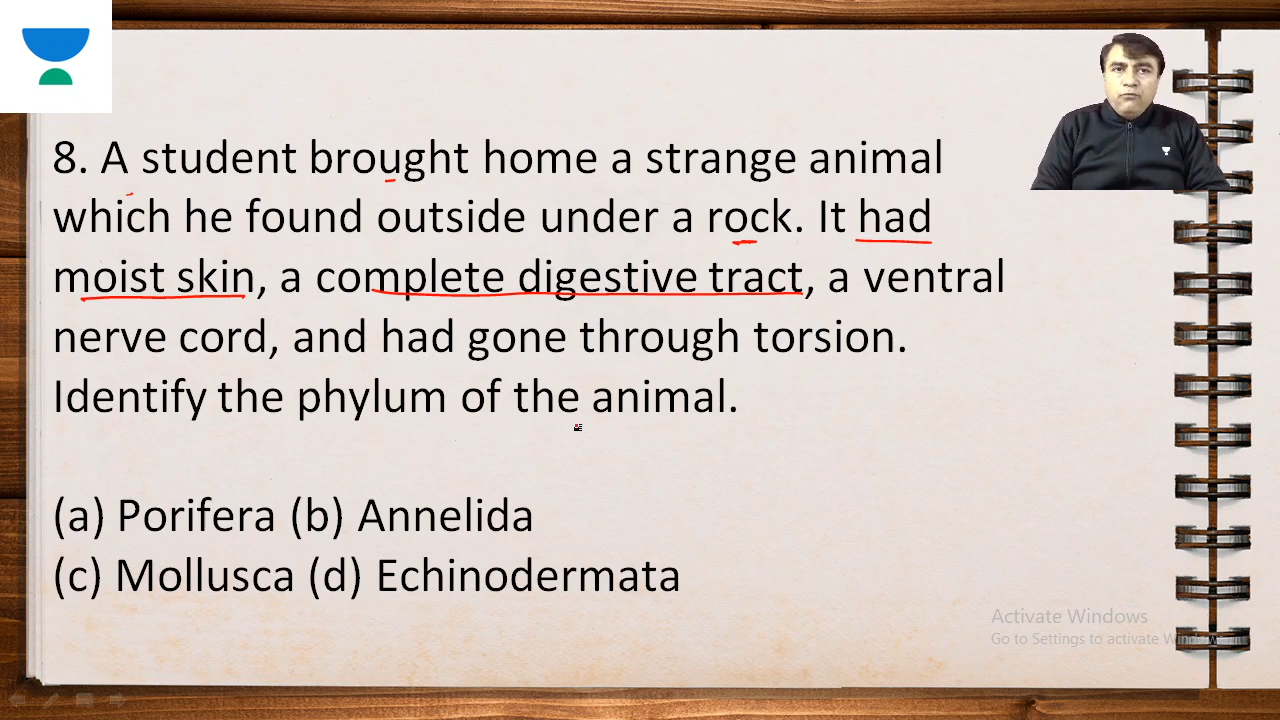 8. A student brought home a strange animal
which he found outside under a rock. It had
moist skin, a complete digestive tract, a ventral
nerve cord, and had gone through torsion.
Identify the phylum of the animal.
(a) Porifera (b) Annelida
(c) Mollusca (d) Echinodermata
Activate Windows
Go to Settings to activate Windows.